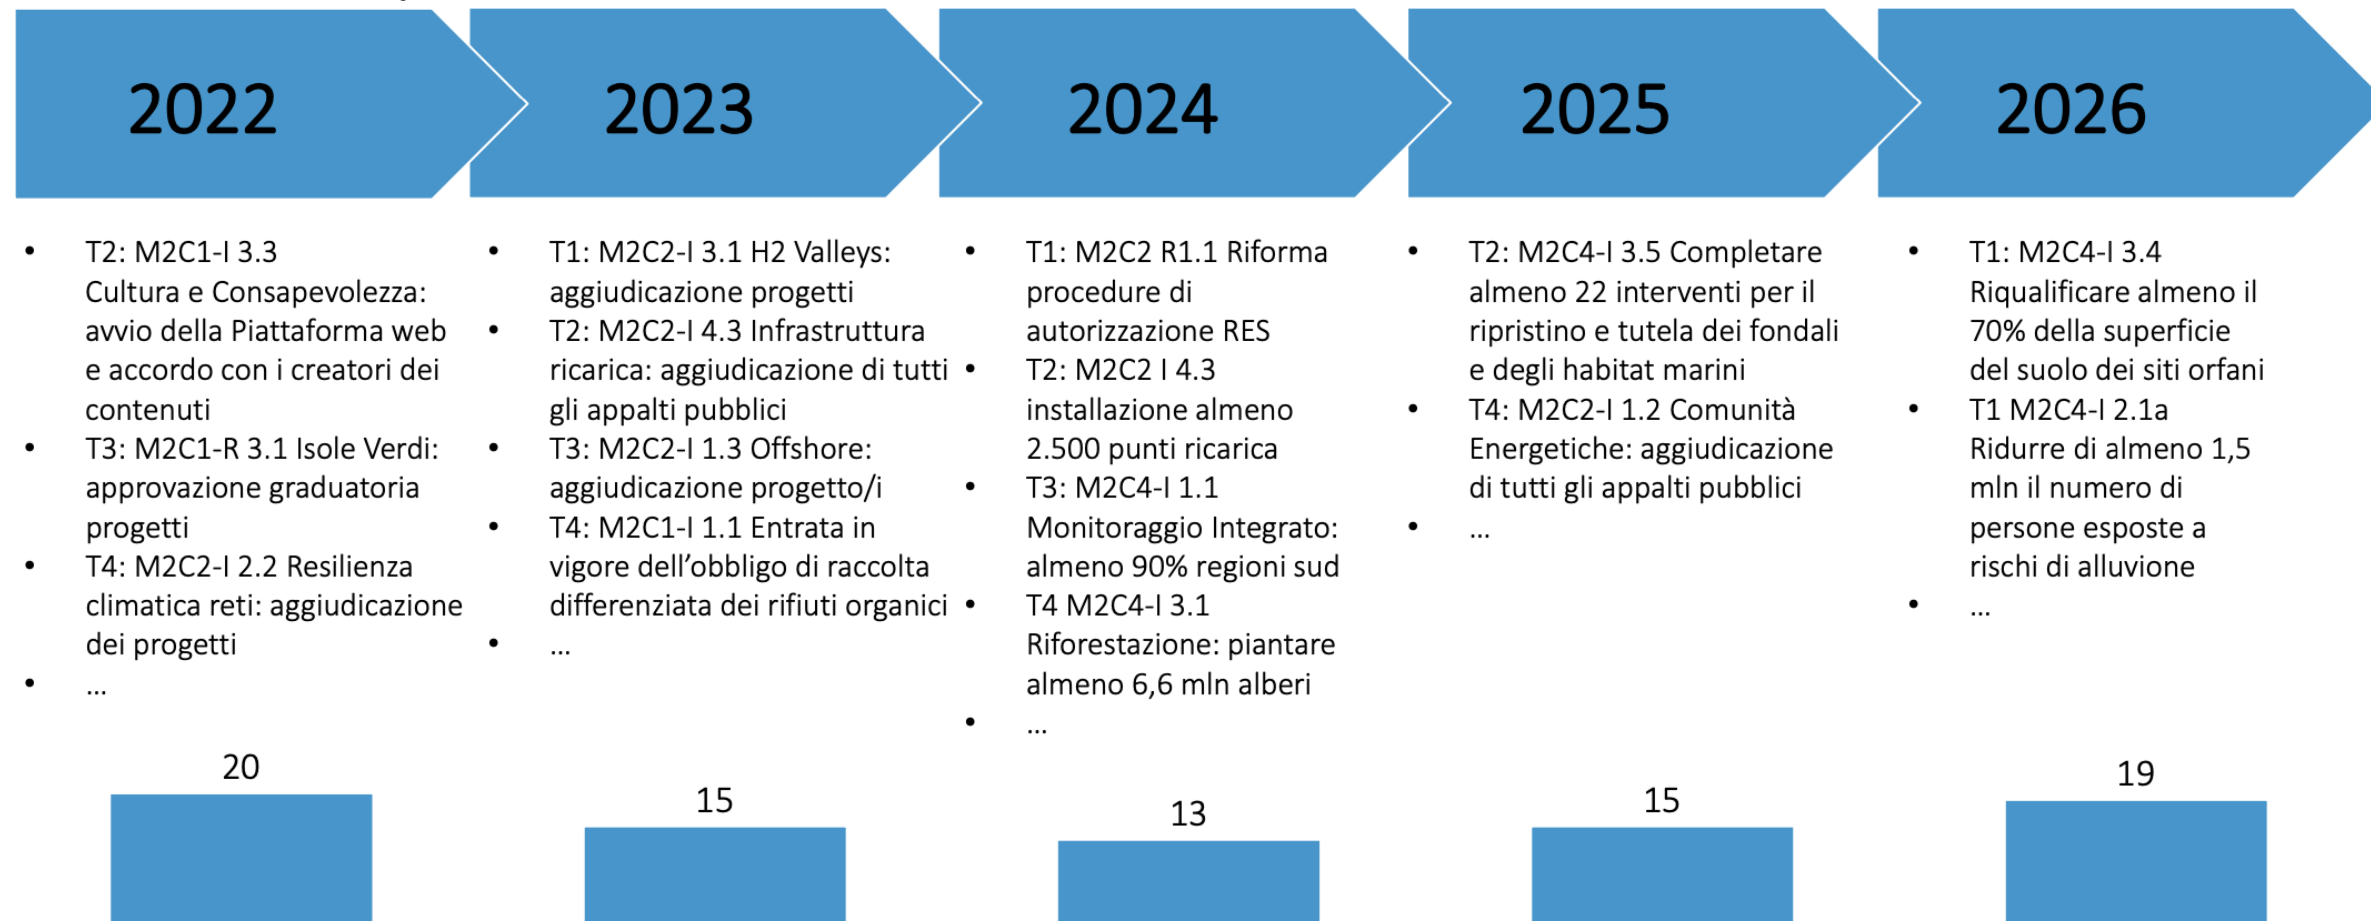 2022
2023
2024
2025
2026
• T2: M2C1-I 3.3
Cultura e Consapevolezza:
avvio della Piattaforma web
e accordo con i creatori dei
contenuti
• T3: M2C1-R 3.1 Isole Verdi:
approvazione graduatoria
progetti
• T4: M2C2-I 2.2 Resilienza
climatica reti: aggiudicazione
dei progetti
• ...
• T1: M2C2-I 3.1 H2 Valleys:
aggiudicazione progetti
• T2: M2C2-I 4.3 Infrastruttura
ricarica: aggiudicazione di tutti
gli appalti pubblici
• T3: M2C2-I 1.3 Offshore:
aggiudicazione progetto/i
• T4: M2C1-I 1.1 Entrata in
vigore dell’obbligo di raccolta
differenziata dei rifiuti organici
• ...
• T1: M2C2 R1.1 Riforma
procedure di
autorizzazione RES
• T2: M2C2 I 4.3
installazione almeno
2.500 punti ricarica
• T3: M2C4-I 1.1
Monitoraggio Integrato:
almeno 90% regioni sud
• T4 M2C4-I 3.1
Riforestazione: piantare
almeno 6,6 mln alberi
• ...
• T2: M2C4-I 3.5 Completare
almeno 22 interventi per il
ripristino e tutela dei fondali
e degli habitat marini
• T4: M2C2-I 1.2 Comunità
Energetiche: aggiudicazione
di tutti gli appalti pubblici
• ...
• T1: M2C4-I 3.4
Riqualificare almeno il
70% della superficie
del suolo dei siti orfani
• T1 M2C4-I 2.1a
Ridurre di almeno 1,5
mln il numero di
persone esposte a
rischi di alluvione
• ...
20
15
13
15
19